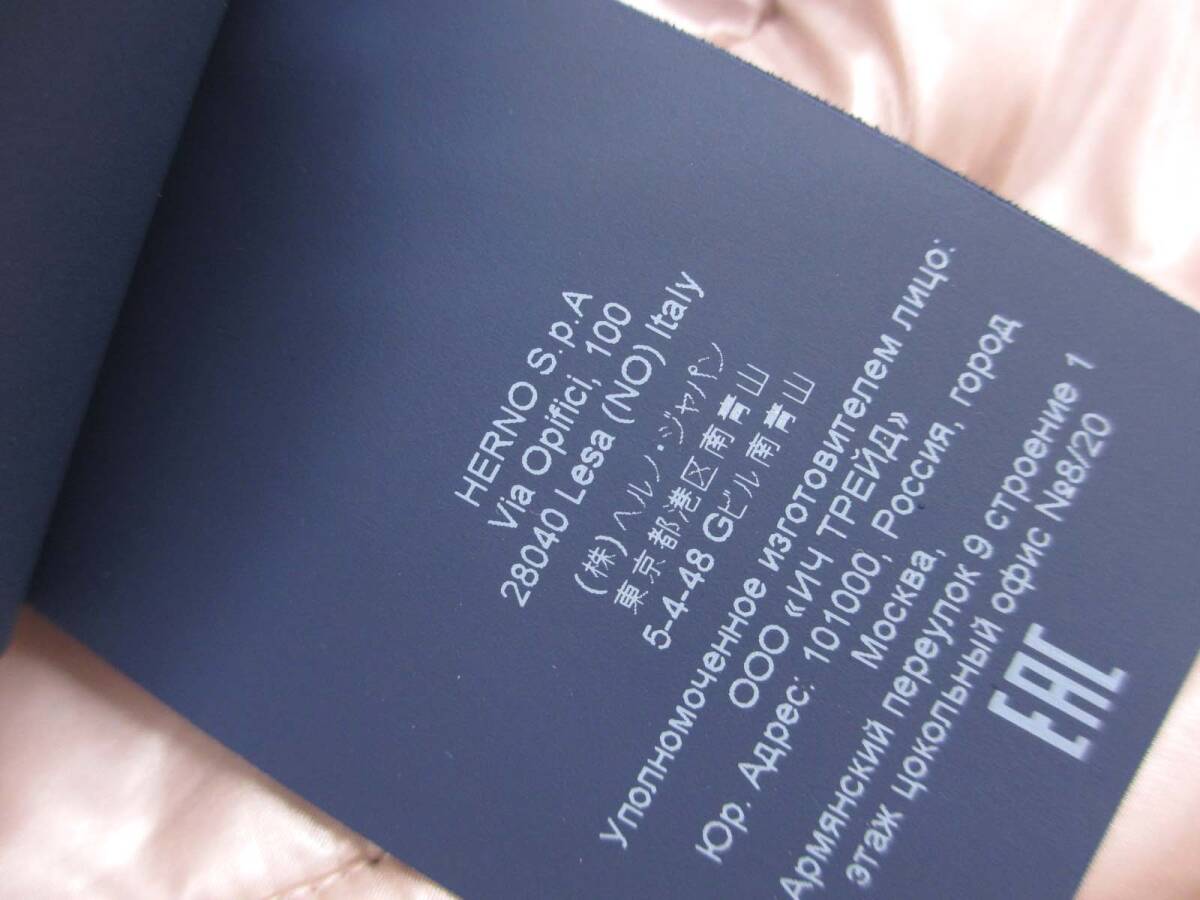 HERNO S.p.A
Via Opifici, 100
28040 Lesa (NO) Italy
(株)ヘルノ・ジャパン
東京都港区南青山
5-4-48 Gビル南青山
Уполномоченное изготовителем лицо:
ООО «ИЧ ТРЕЙД»
Юр. Адрес: 101000, Россия, город
Москва,
Армянский переулок 9 строение 1
этаж цокольный офис №8/20
EAC